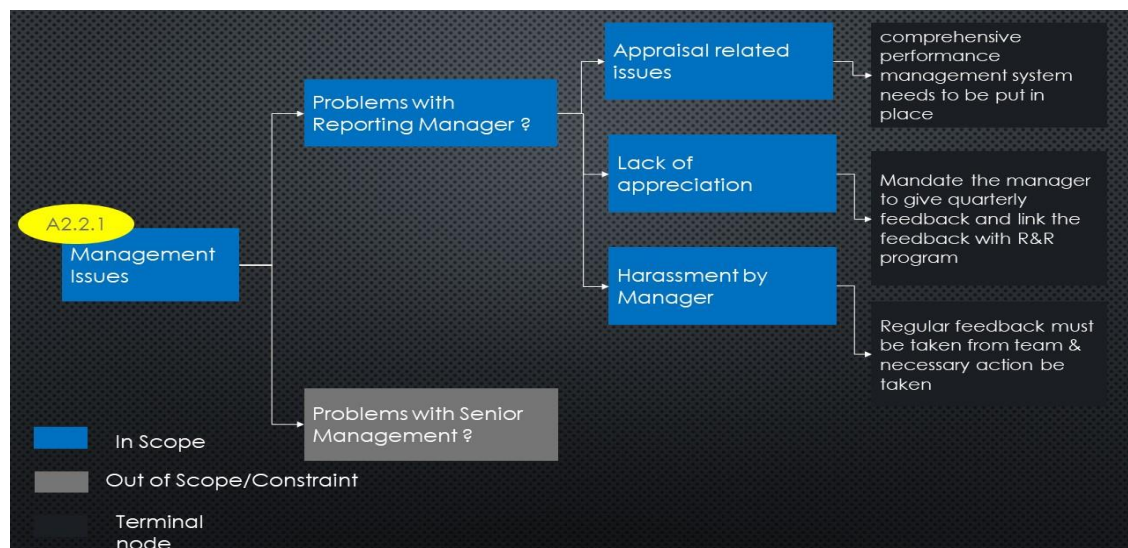 A2.2.1
Management
Issues
Problems with
Reporting Manager ?
Problems with Senior
Management ?
Appraisal related
issues
Lack of
appreciation
Harassment by
Manager
comprehensive
performance
management system
needs to be put in
place
Mandate the manager
to give quarterly
feedback and link the
feedback with R&R
program
Regular feedback must
be taken from team &
necessary action be
taken
In Scope
Out of Scope/Constraint
Terminal
node